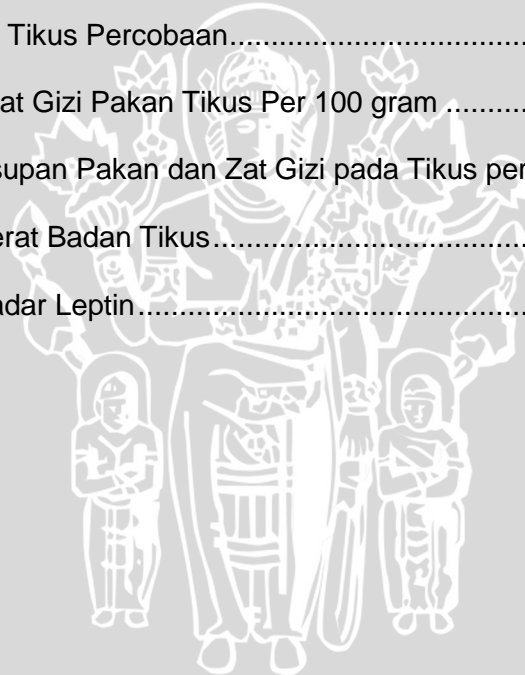 Tikus Percobaan....................................
at Gizi Pakan Tikus Per 100 gram ..........
supan Pakan dan Zat Gizi pada Tikus per
erat Badan Tikus.....................................
adar Leptin..............................................